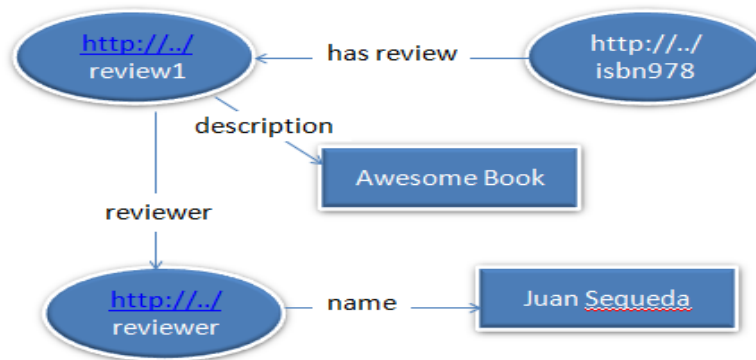 http://../
review1
has review
http://../
isbn978
description
Awesome Book
reviewer
http://../
reviewer
name
Juan Sequeda